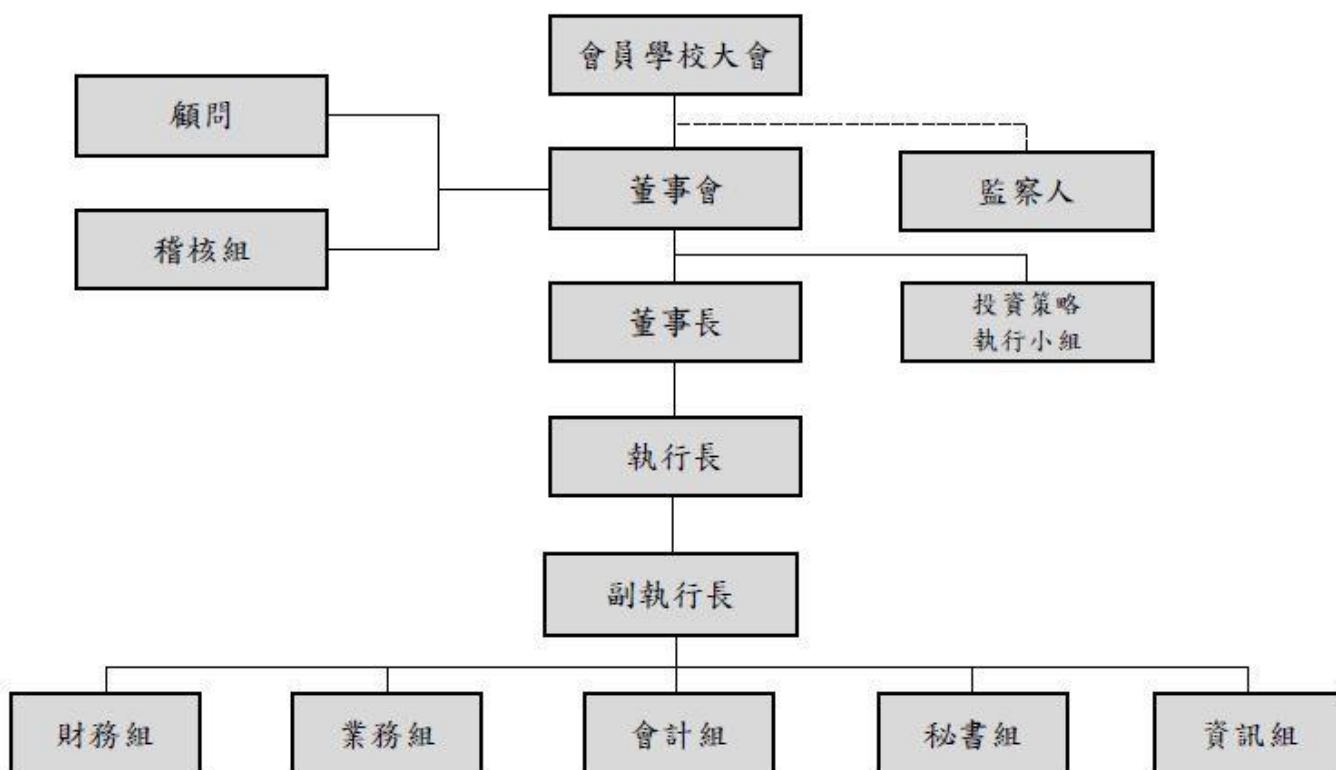 會員學校大會
顧問
董事會
監察人
稽核組
董事長
投資策略
執行小組
執行長
副執行長
財務組
業務組
會計組
秘書組
資訊組